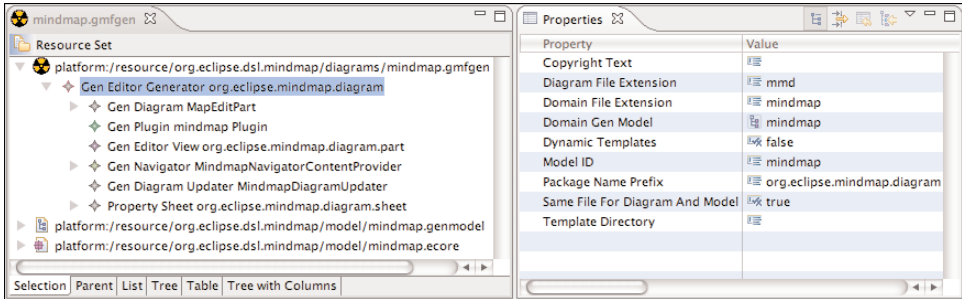 mindmap.gmfgen
Resource Set
platform:/resource/org.eclipse.dsl.mindmap/diagrams/mindmap.gmfgen
Gen Editor Generator org.eclipse.mindmap.diagram
Gen Diagram MapEditPart
Gen Plugin mindmap Plugin
Gen Editor View org.eclipse.mindmap.diagram.part
Gen Navigator MindmapNavigatorContentProvider
Gen Diagram Updater MindmapDiagramUpdater
Property Sheet org.eclipse.mindmap.diagram.sheet
platform:/resource/org.eclipse.dsl.mindmap/model/mindmap.genmodel
platform:/resource/org.eclipse.dsl.mindmap/model/mindmap.ecore
Selection Parent List Tree Table Tree with Columns
Properties
Property Value
Copyright Text
Diagram File Extension mmd
Domain File Extension mindmap
Domain Gen Model mindmap
Dynamic Templates false
Model ID mindmap
Package Name Prefix org.eclipse.mindmap.diagram
Same File For Diagram And Model true
Template Directory